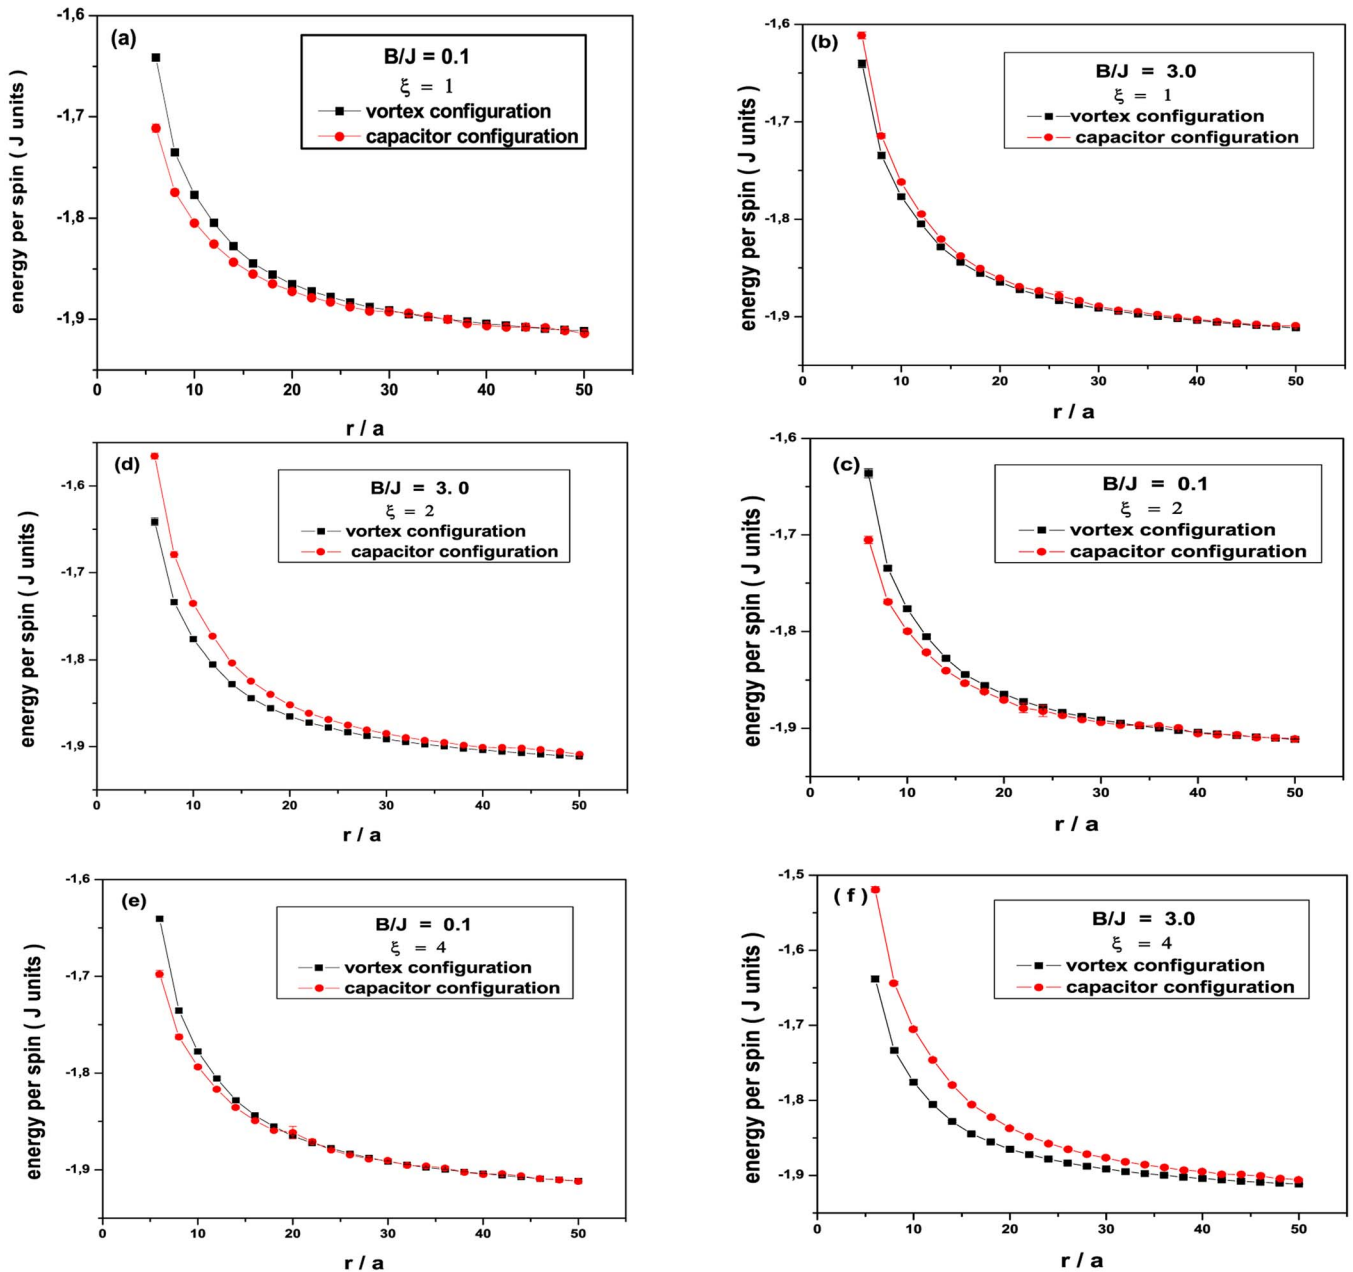 (a)
B/J = 0.1
ξ = 1
vortex configuration
capacitor configuration
energy per spin ( J units)
-1,6
-1,7
-1,8
-1,9
0 10 20 30 40 50
r / a
(b)
B/J = 3.0
ξ = 1
vortex configuration
capacitor configuration
energy per spin ( J units )
-1,6
-1,7
-1,8
-1,9
0 10 20 30 40 50
r / a
(d)
B/J = 3. 0
ξ = 2
vortex configuration
capacitor configuration
energy per spin ( J units )
-1,6
-1,7
-1,8
-1,9
0 10 20 30 40 50
r / a
(c)
B/J = 0.1
ξ = 2
vortex configuration
capacitor configuration
energy per spin ( J units )
-1,6
-1,7
-1,8
-1,9
0 10 20 30 40 50
r / a
(e)
B/J = 0.1
ξ = 4
vortex configuration
capacitor configuration
energy per spin ( J units )
-1,6
-1,7
-1,8
-1,9
0 10 20 30 40 50
r / a
( f )
B/J = 3.0
ξ = 4
vortex configuration
capacitor configuration
energy per spin ( J units )
-1,5
-1,6
-1,7
-1,8
-1,9
0 10 20 30 40 50
r / a